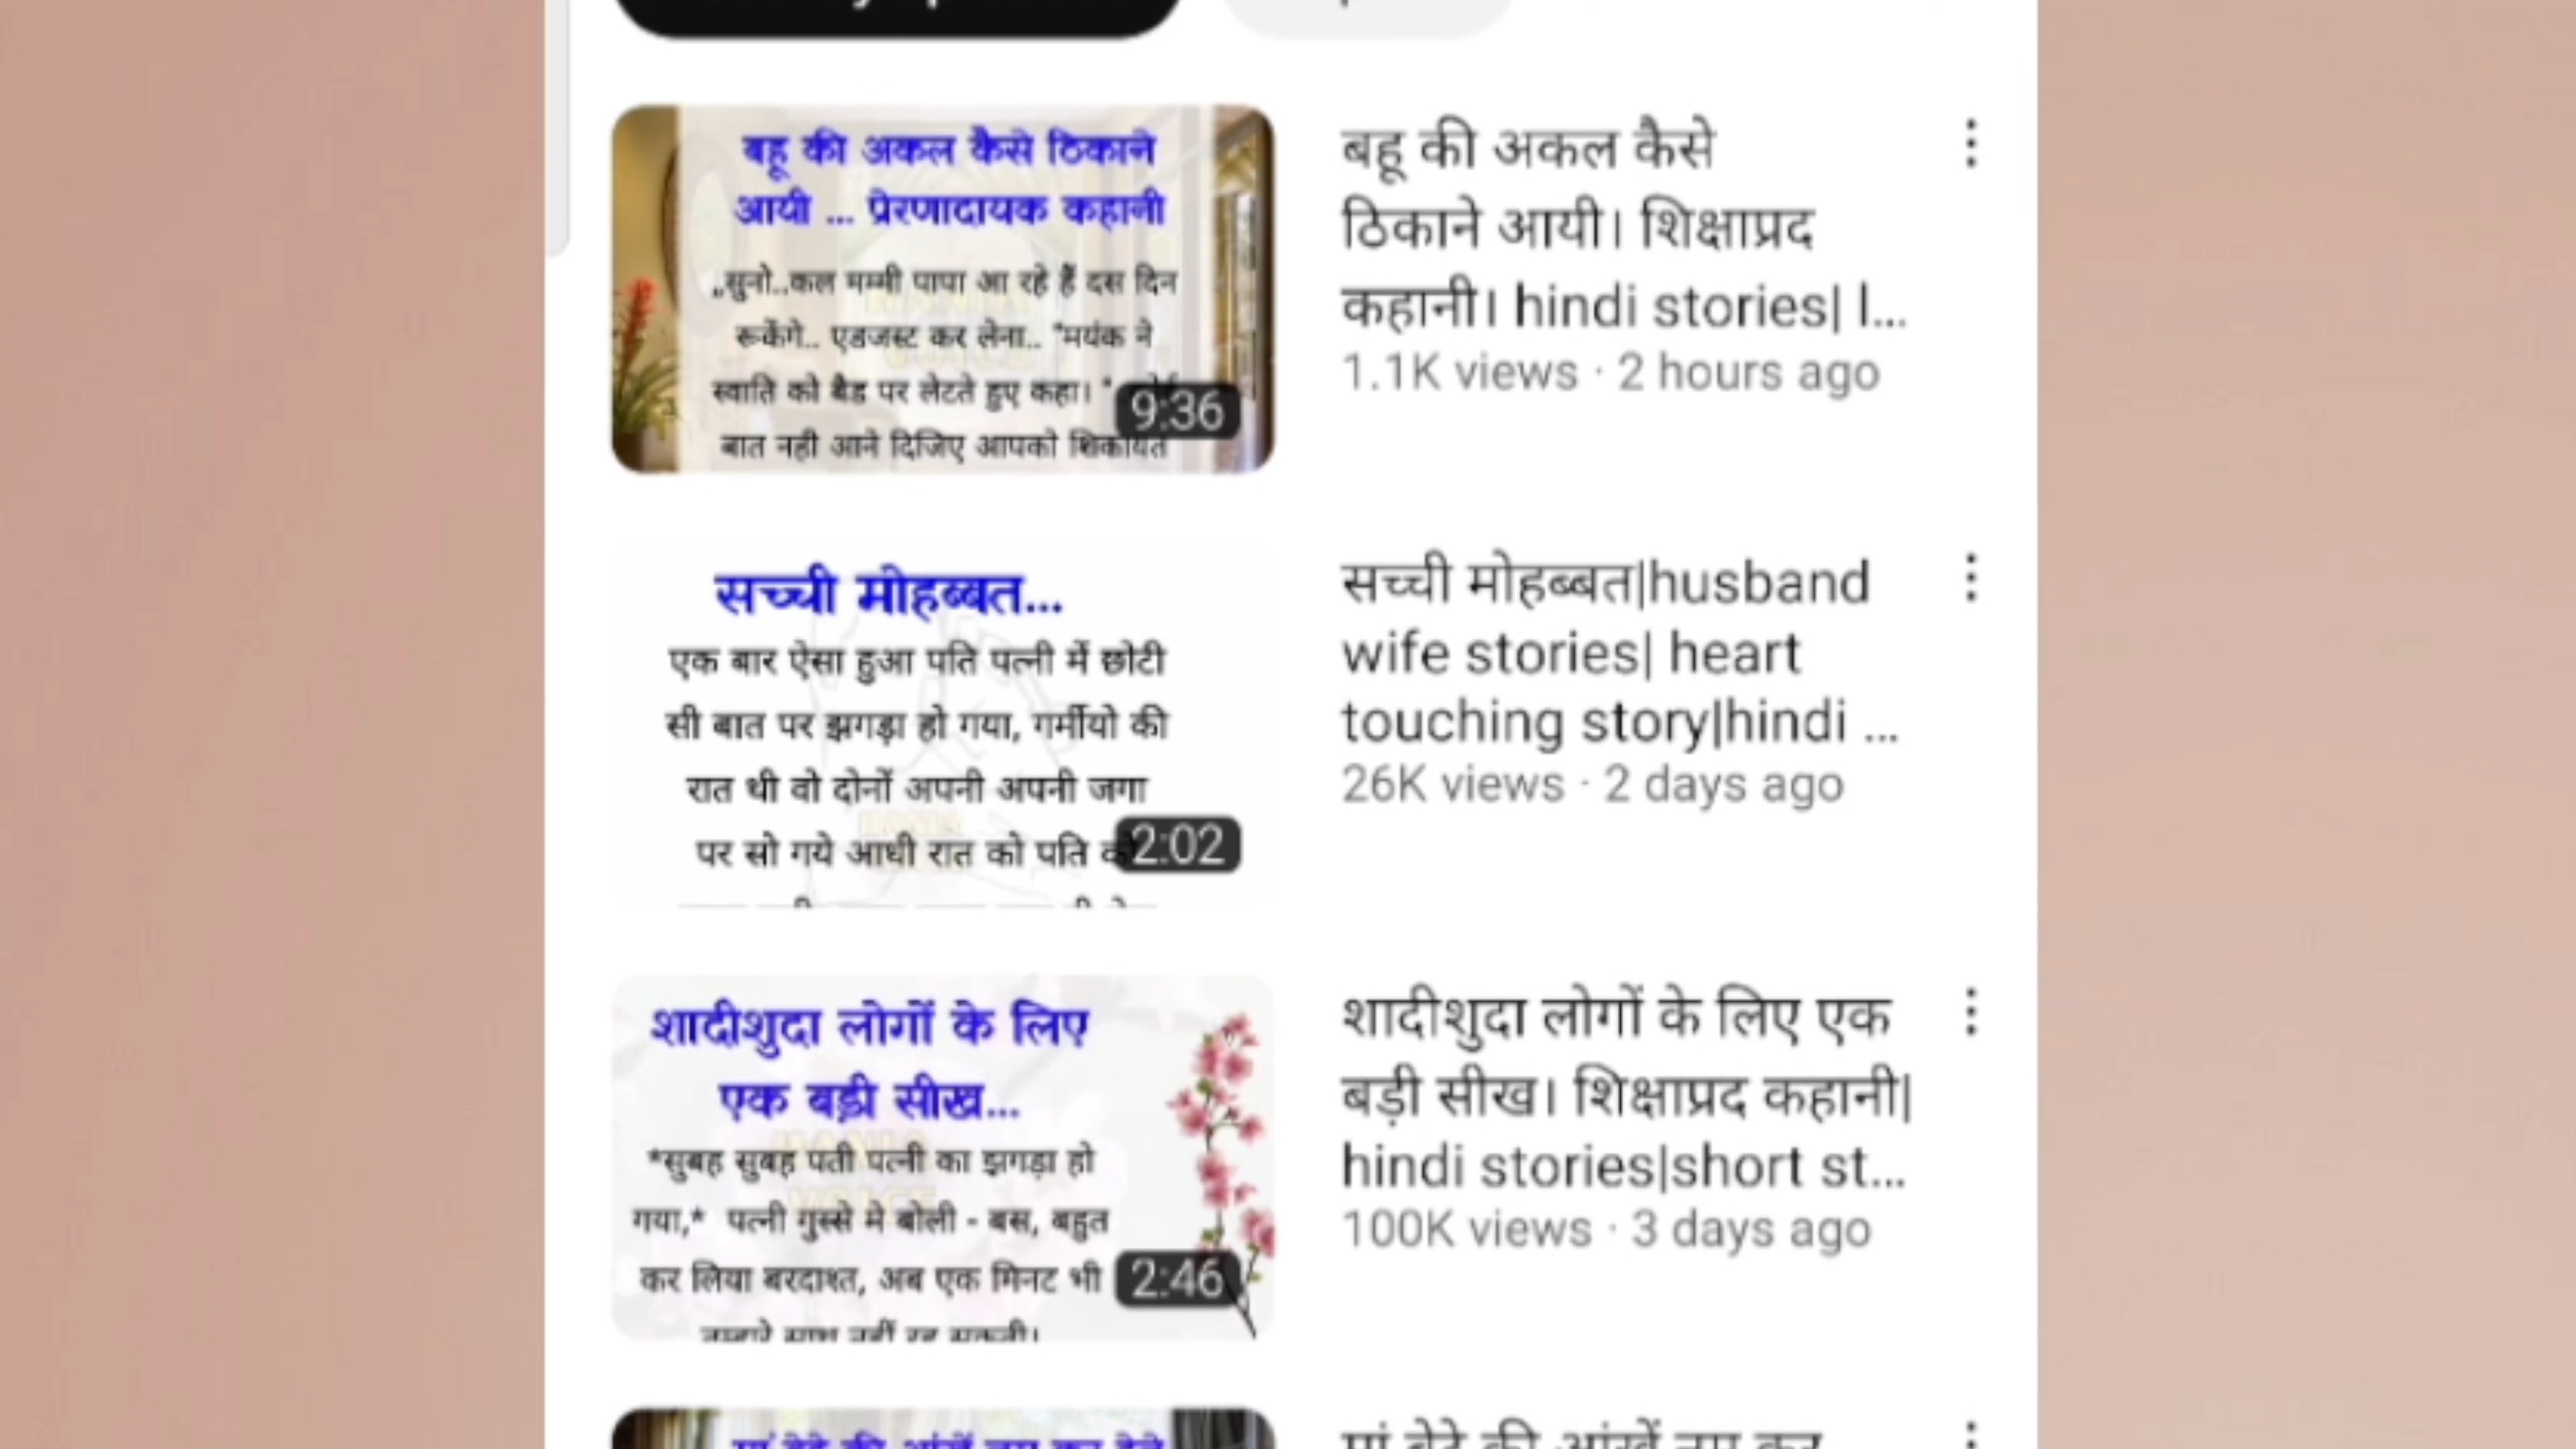 बहू की अकल कैसे ठिकाने
आयी ... प्रेरणादायक कहानी
„सुनो..कल मम्मी पापा आ रहे हैं दस दिन
रूकेंगे.. एडजस्ट कर लेना.. "मयंक ने
स्वाति को बैड पर लेटते हुए कहा। "
बात नही आने दिजिए आपको शिकायत
9:36
बहू की अकल कैसे
ठिकाने आयी। शिक्षाप्रद
कहानी। hindi stories| l...
1.1K views · 2 hours ago
सच्ची मोहब्बत...
एक बार ऐसा हुआ पति पत्नी में छोटी
सी बात पर झगड़ा हो गया, गर्मीयो की
रात थी वो दोनों अपनी अपनी जगा
पर सो गये आधी रात को पति
2:02
सच्ची मोहब्बत|husband
wife stories| heart
touching story|hindi ...
26K views · 2 days ago
शादीशुदा लोगों के लिए
एक बड़ी सीख...
*सुबह सुबह पती पत्नी का झगड़ा हो
गया,* पत्नी गुस्से मे बोली - बस, बहुत
कर लिया बरदाश्त, अब एक मिनट भी
2:46
शादीशुदा लोगों के लिए एक
बड़ी सीख। शिक्षाप्रद कहानी|
hindi stories|short st...
100K views · 3 days ago